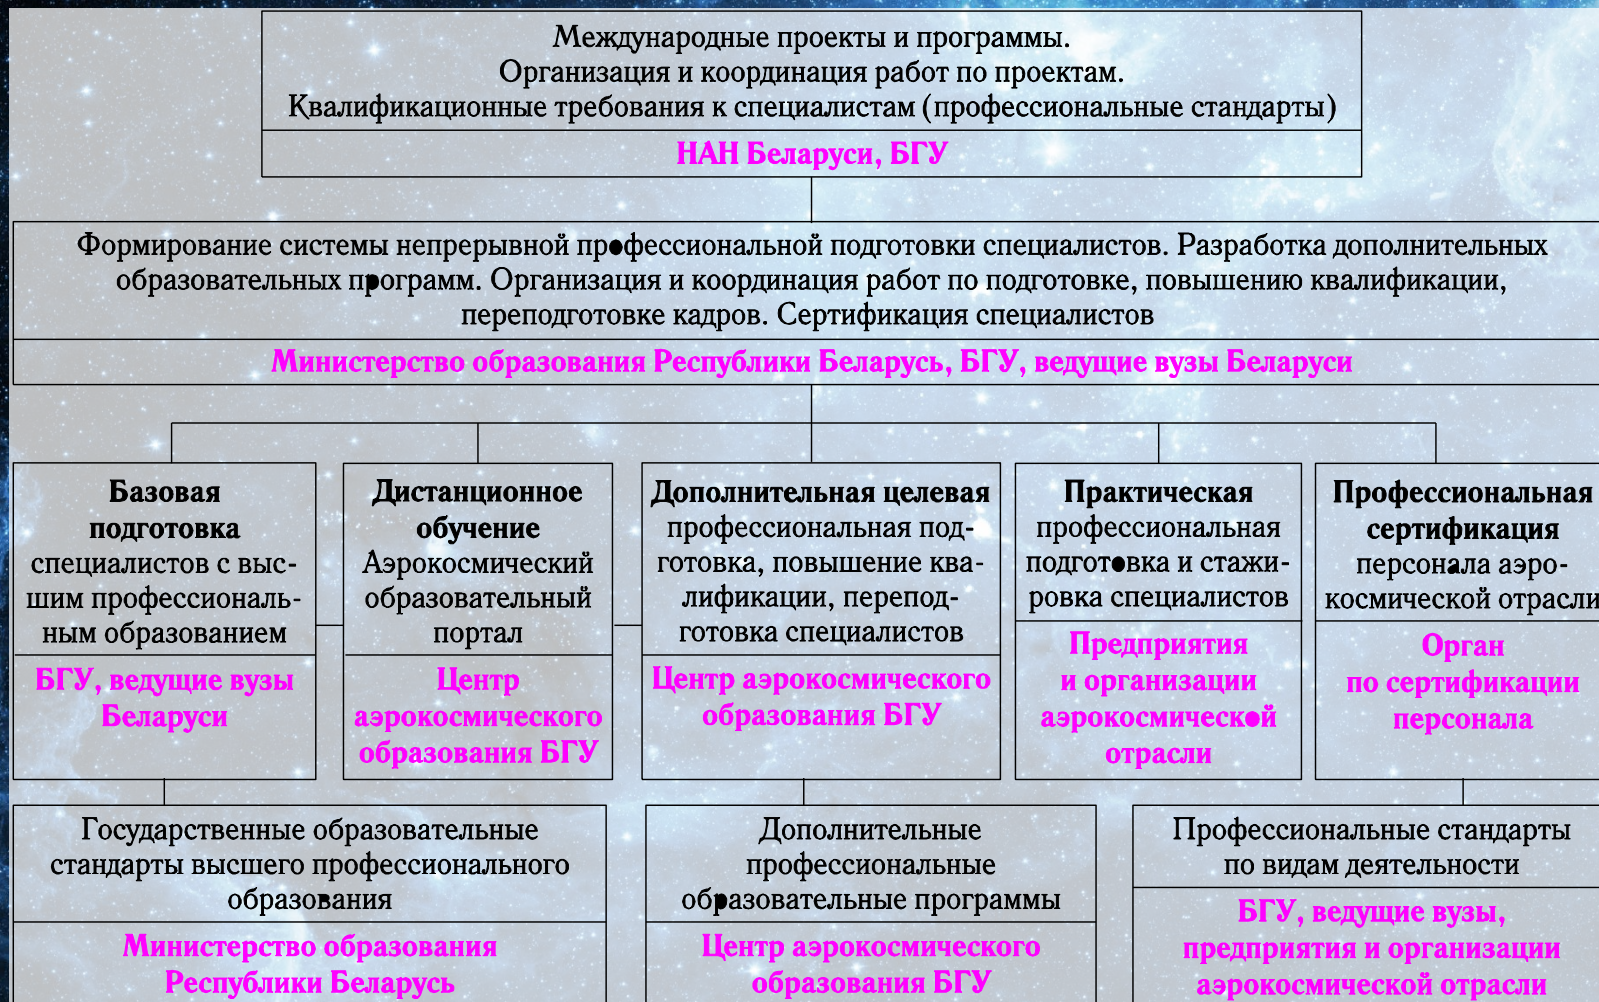 Международные проекты и программы.
Организация и координация работ по проектам.
Квалификационные требования к специалистам (профессиональные стандарты)
НАН Беларуси, БГУ
Формирование системы непрерывной профессиональной подготовки специалистов. Разработка дополнительных
образовательных программ. Организация и координация работ по подготовке, повышению квалификации,
переподготовке кадров. Сертификация специалистов
Министерство образования Республики Беларусь, БГУ, ведущие вузы Беларуси
Базовая
подготовка
специалистов с выс-
шим профессиональ-
ным образованием
БГУ, ведущие вузы
Беларуси
Дистанционное
обучение
Аэрокосмический
образовательный
портал
Центр
аэрокосмического
образования БГУ
Дополнительная целевая
профессиональная под-
готовка, повышение ква-
лификации, перепод-
готовка специалистов
Центр аэрокосмического
образования БГУ
Практическая
профессиональная
подготовка и стажи-
ровка специалистов
Предприятия
и организации
аэрокосмической
отрасли
Профессиональная
сертификация
персонала аэро-
космической отрасли
Орган
по сертификации
персонала
Государственные образовательные
стандарты высшего профессионального
образования
Министерство образования
Республики Беларусь
Дополнительные
профессиональные
образовательные программы
Центр аэрокосмического
образования БГУ
Профессиональные стандарты
по видам деятельности
БГУ, ведущие вузы,
предприятия и организации
аэрокосмической отрасли